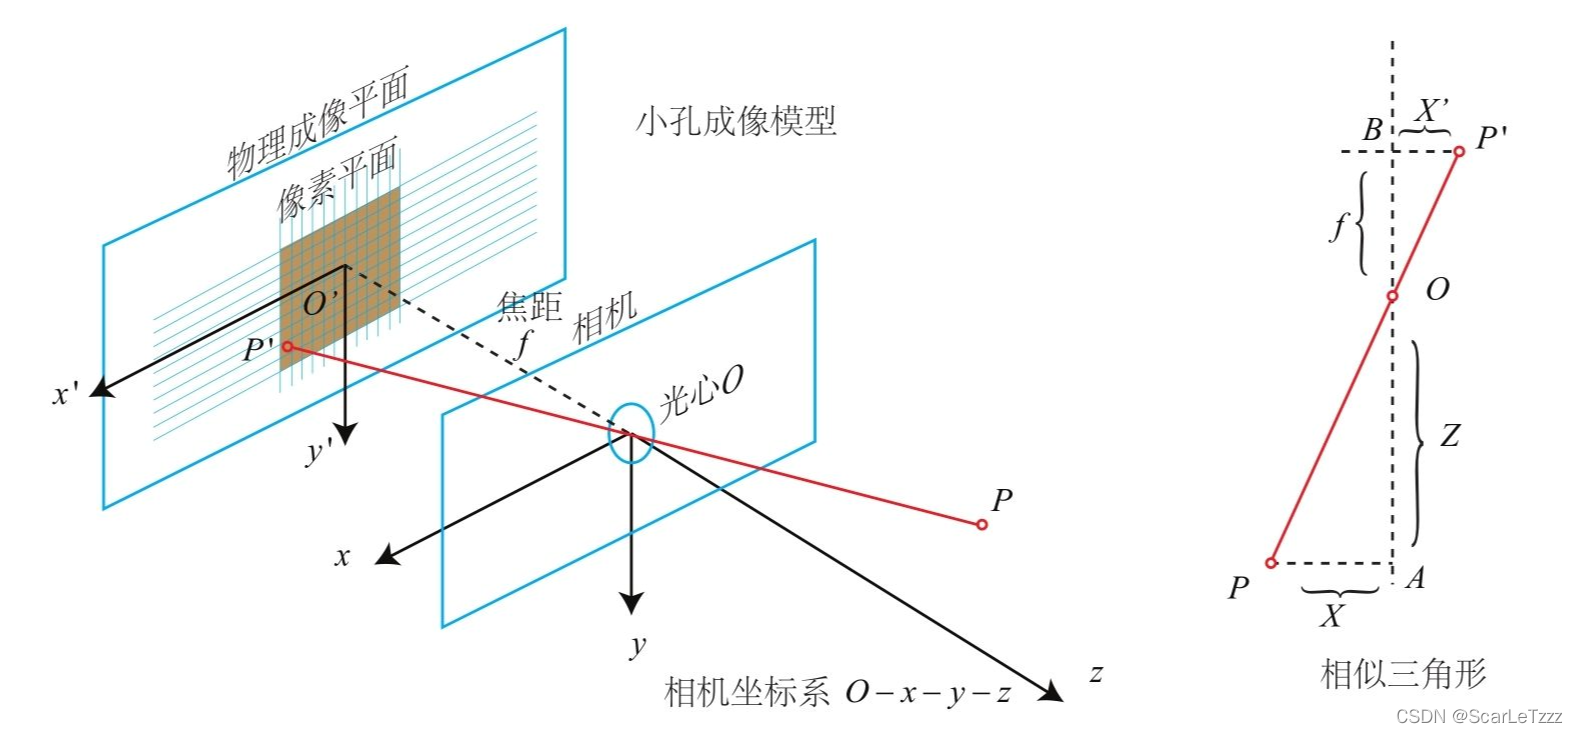 物理成像平面
像素平面
小孔成像模型
O'
P'
x'
y'
焦距
f
相机
光心O
P
x
y
z
相机坐标系 O-x-y-z
X'
B
P'
f
O
Z
P
A
X
相似三角形
CSDN @ScarLeTzzz